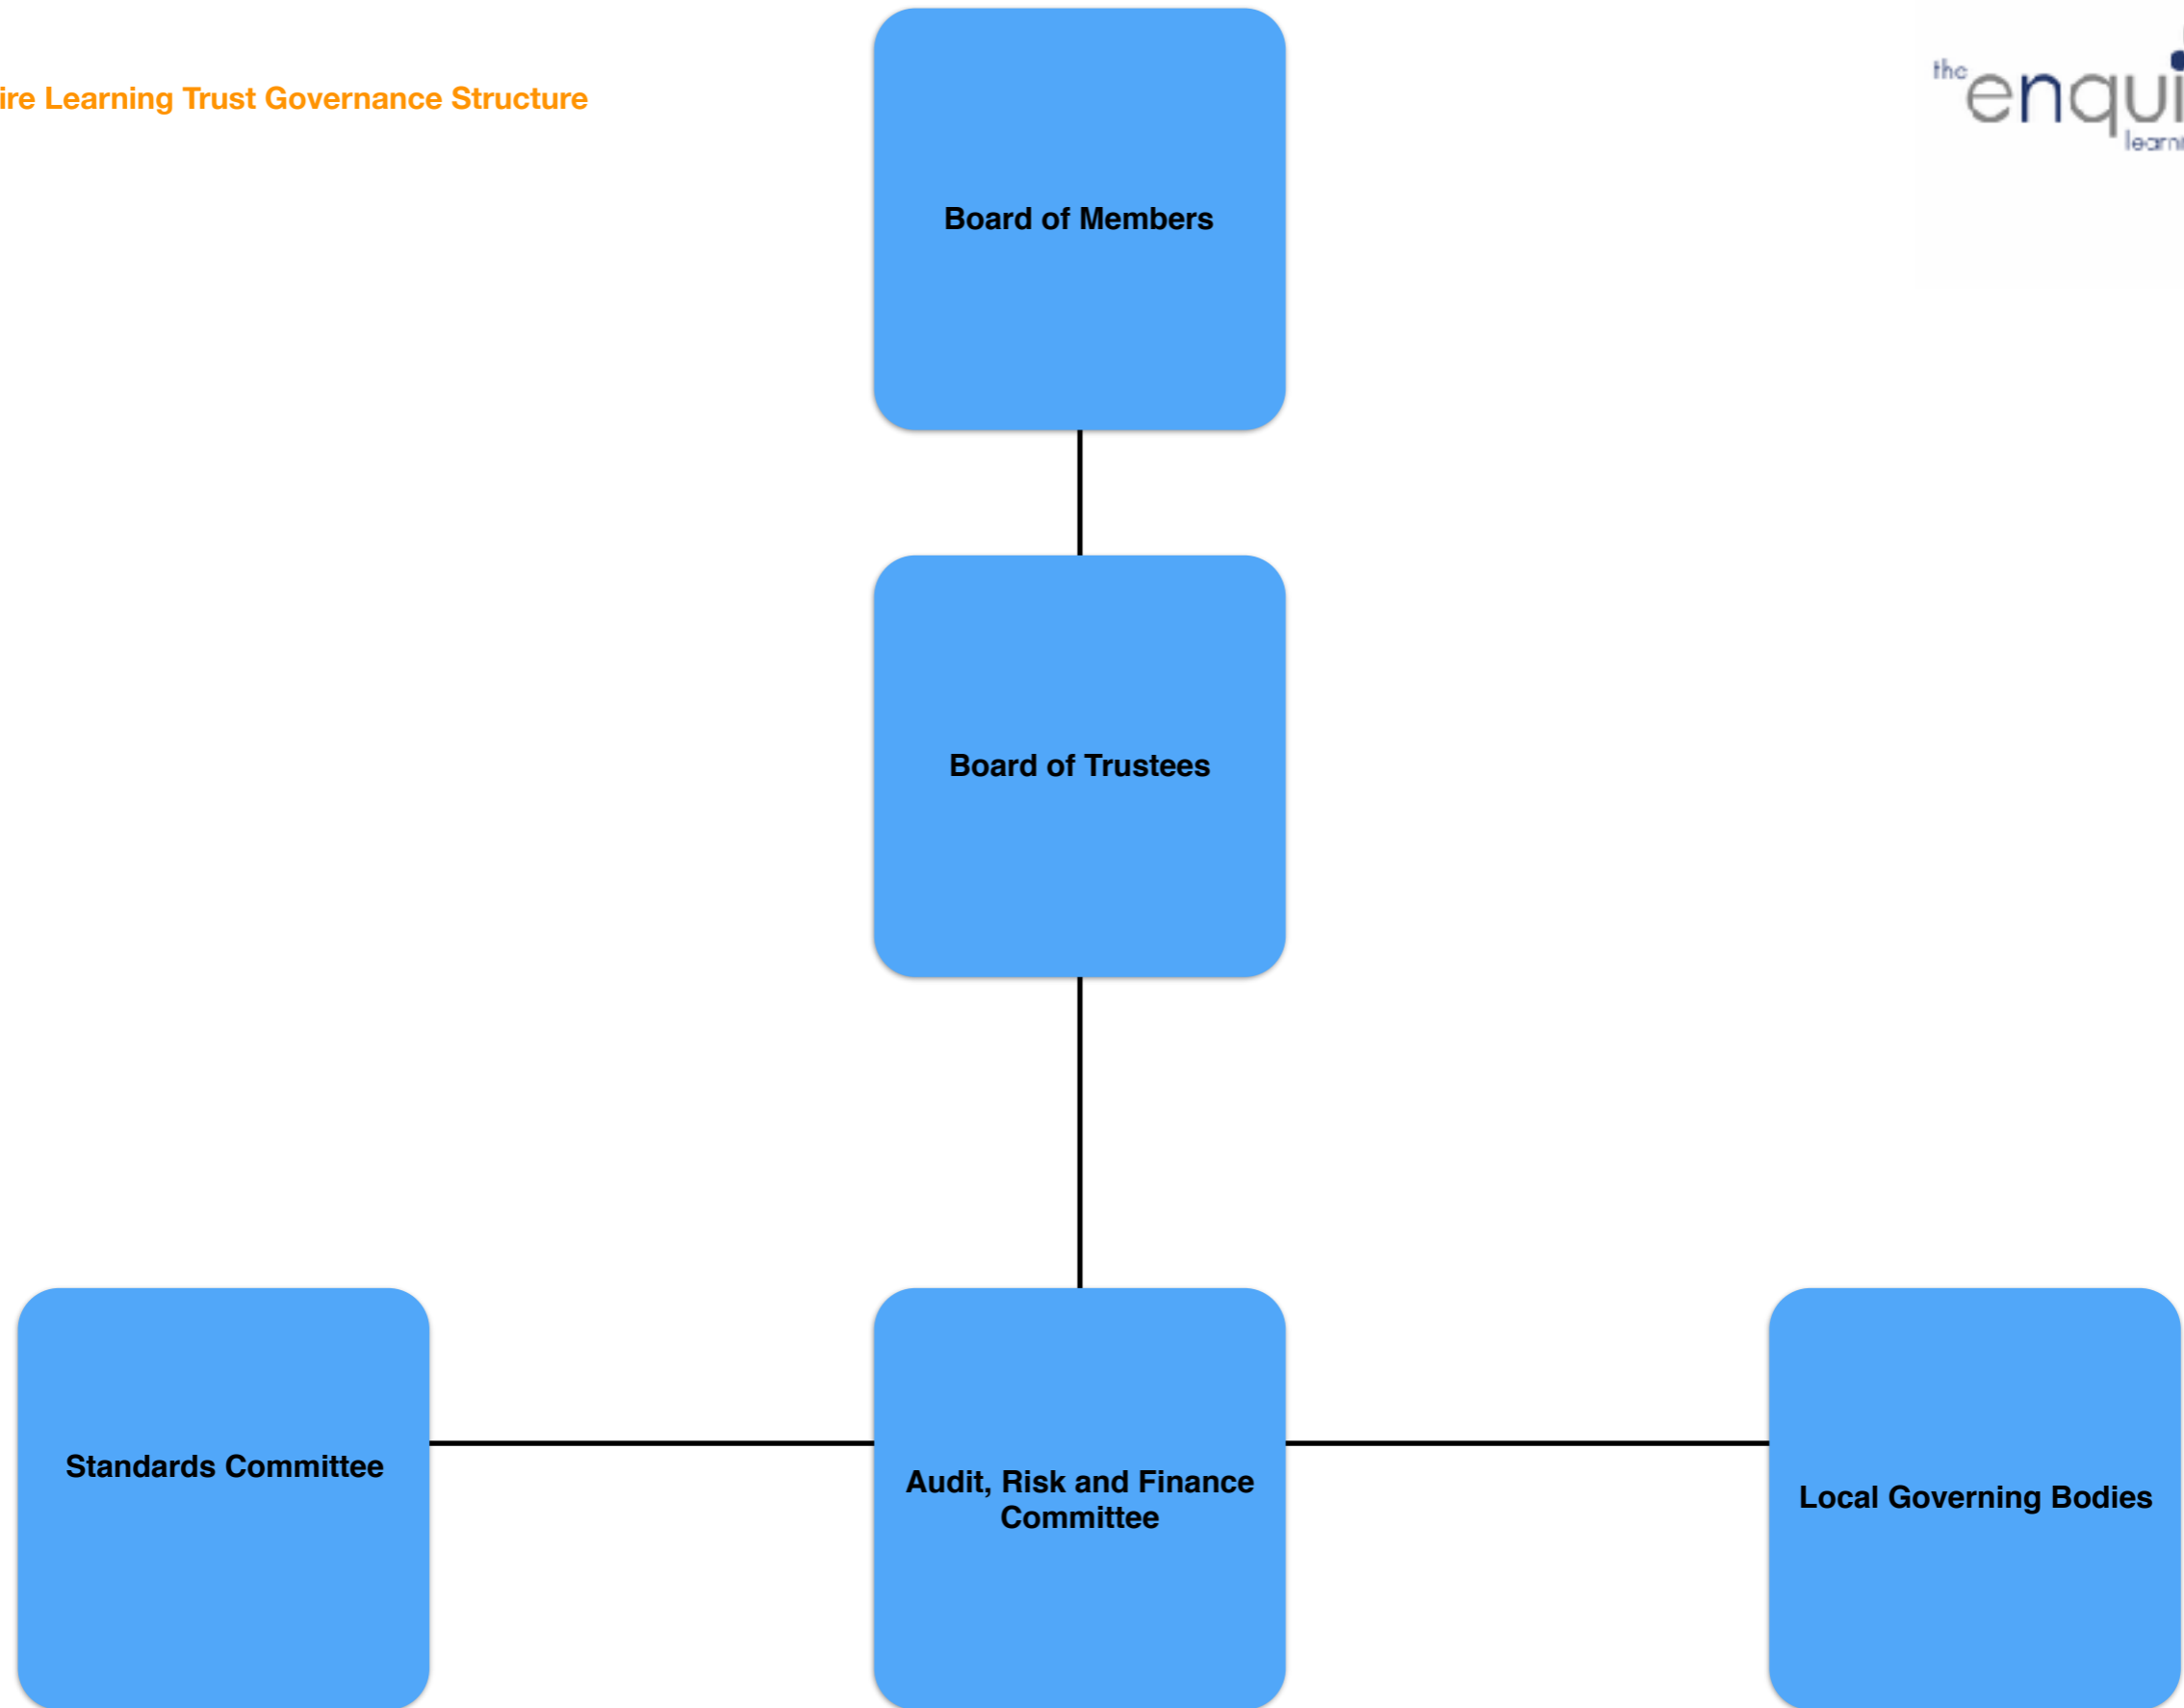 ire Learning Trust Governance Structure
the enqui
learni
Board of Members
Board of Trustees
Standards Committee
Audit, Risk and Finance
Committee
Local Governing Bodies